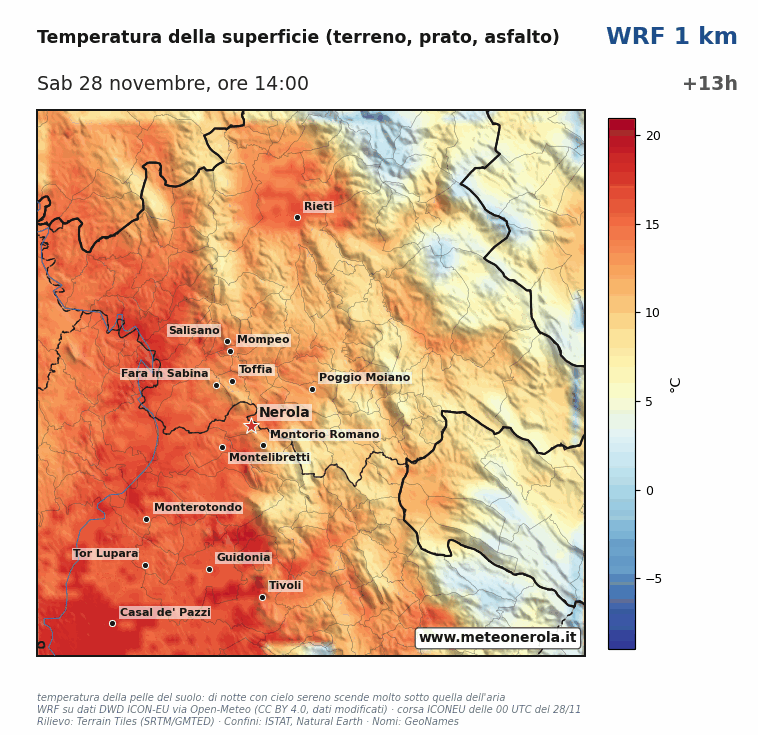 Temperatura della superficie (terreno, prato, asfalto)
WRF 1 km
Sab 28 novembre, ore 14:00
+13h
Rieti
Salisano
Mompeo
Fara in Sabina
Toffia
Poggio Moiano
Nerola
Montorio Romano
Montelibretti
Monterotondo
Tor Lupara
Guidonia
Tivoli
Casal de' Pazzi
www.meteonerola.it
20
15
10
5
0
−5
°C
temperatura della pelle del suolo: di notte con cielo sereno scende molto sotto quella dell'aria
WRF su dati DWD ICON-EU via Open-Meteo (CC BY 4.0, dati modificati) · corsa ICONEU delle 00 UTC del 28/11
Rilievo: Terrain Tiles (SRTM/GMTED) · Confini: ISTAT, Natural Earth · Nomi: GeoNames